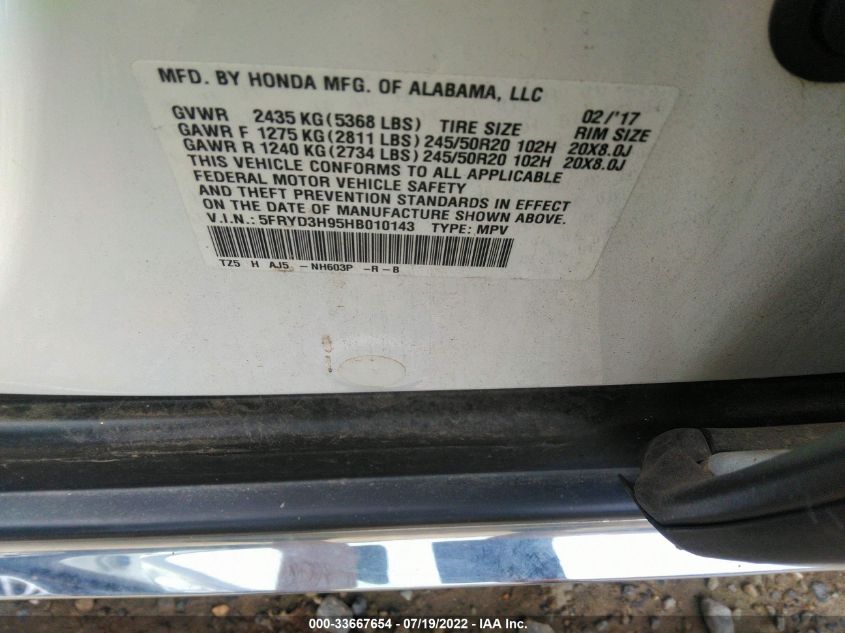 MFD. BY HONDA MFG. OF ALABAMA, LLC
GVWR 2435 KG(5368 LBS) TIRE SIZE 02/'17 RIM SIZE
GAWR F 1275 KG(2811 LBS) 245/50R20 102H 20X8.0J
GAWR R 1240 KG(2734 LBS) 245/50R20 102H 20X8.0J
THIS VEHICLE CONFORMS TO ALL APPLICABLE
FEDERAL MOTOR VEHICLE SAFETY
AND THEFT PREVENTION STANDARDS IN EFFECT
ON THE DATE OF MANUFACTURE SHOWN ABOVE.
V.I.N.: 5FRYD3H95HB010143 TYPE: MPV
TZ5 H AJ5 -NH603P -R-B
000-33667654 / 07/19/2022 - IAA Inc.